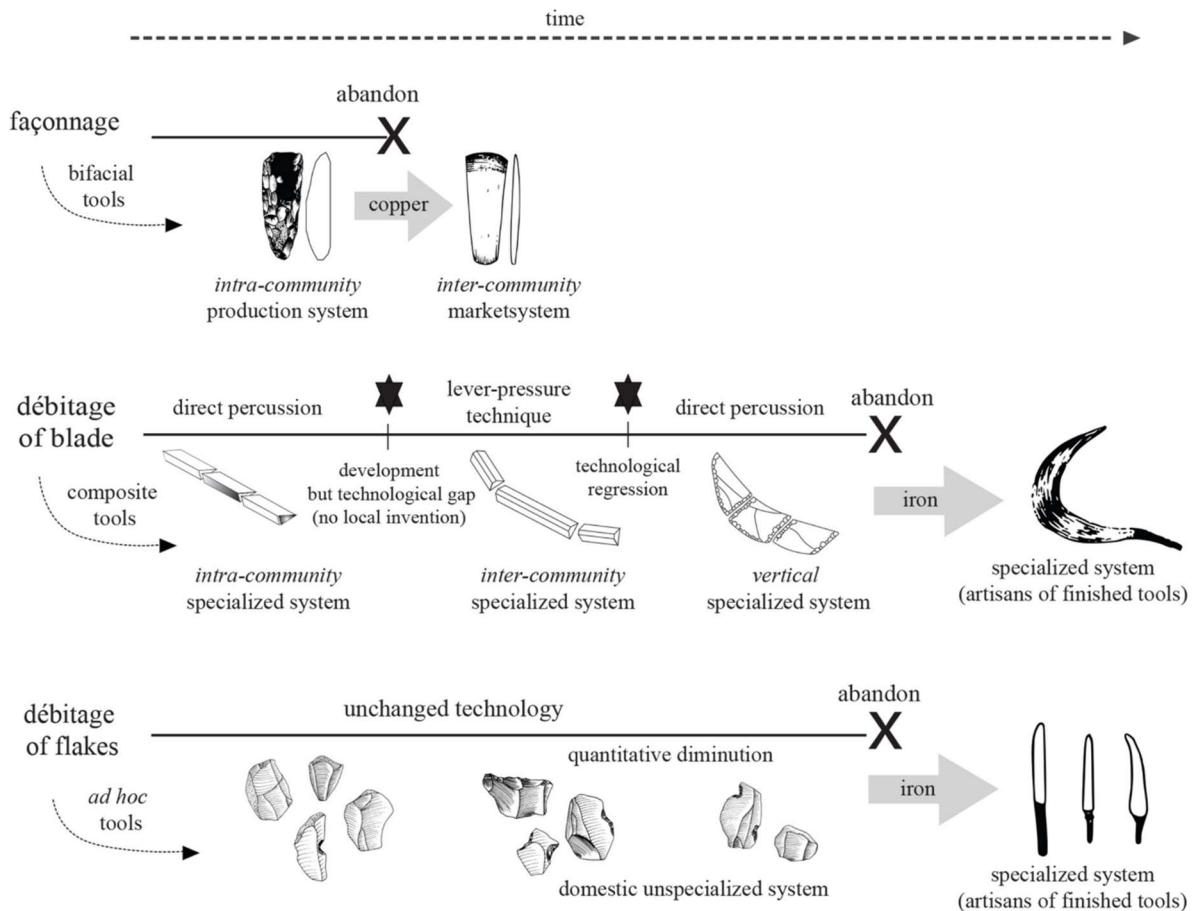 time
abandon
façonnage
bifacial
tools
copper
intra-community
production system
inter-community
marketsystem
débitage
of blade
direct percussion
lever-pressure
technique
direct percussion
abandon
composite
tools
development
but technological gap
(no local invention)
technological
regression
iron
intra-community
specialized system
inter-community
specialized system
vertical
specialized system
specialized system
(artisans of finished tools)
débitage
of flakes
unchanged technology
abandon
quantitative diminution
ad hoc
tools
iron
domestic unspecialized system
specialized system
(artisans of finished tools)